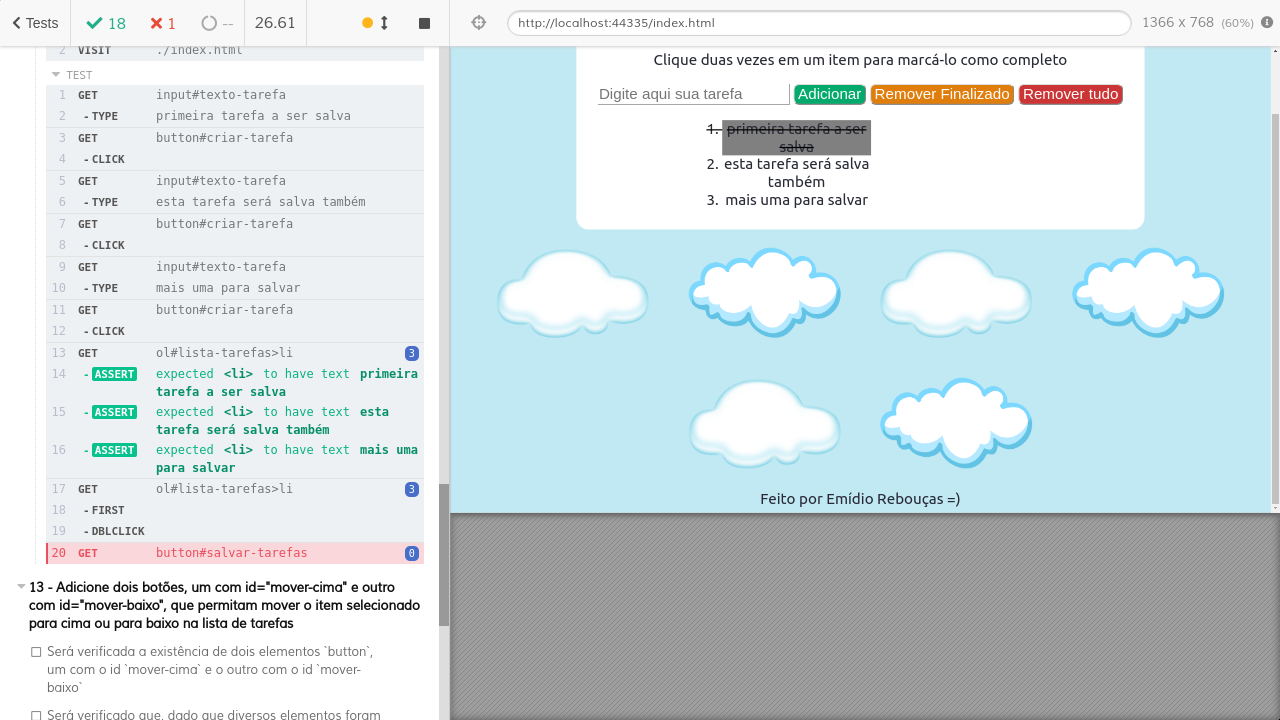 Tests
18
1
--
26.61
http://localhost:44335/index.html
1366 x 768 (60%)
2 VISIT ./index.html
TEST
1 GET input#texto-tarefa
2 - TYPE primeira tarefa a ser salva
3 GET button#criar-tarefa
4 - CLICK
5 GET input#texto-tarefa
6 - TYPE esta tarefa será salva também
7 GET button#criar-tarefa
8 - CLICK
9 GET input#texto-tarefa
10 - TYPE mais uma para salvar
11 GET button#criar-tarefa
12 - CLICK
13 GET ol#lista-tarefas>li 3
14 - ASSERT expected <li> to have text primeira
tarefa a ser salva
15 - ASSERT expected <li> to have text esta
tarefa será salva também
16 - ASSERT expected <li> to have text mais uma
para salvar
17 GET ol#lista-tarefas>li 3
18 - FIRST
19 - DBLCLICK
20 GET button#salvar-tarefas 0
13 - Adicione dois botões, um com id="mover-cima" e outro
com id="mover-baixo", que permitam mover o item selecionado
para cima ou para baixo na lista de tarefas
Será verificada a existência de dois elementos `button`,
um com o id `mover-cima` e o outro com o id `mover-
baixo`
Será verificado que, dado que diversos elementos foram
Clique duas vezes em um item para marcá-lo como completo
Digite aqui sua tarefa
Adicionar
Remover Finalizado
Remover tudo
1. primeira tarefa a ser
salva
2. esta tarefa será salva
também
3. mais uma para salvar
Feito por Emídio Rebouças =)